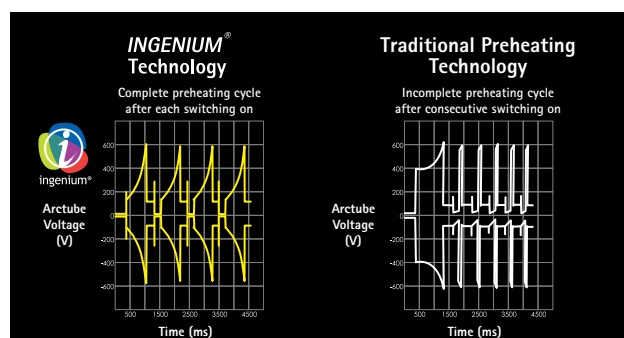 INGENIUM®
Technology
Complete preheating cycle
after each switching on
ingenium®
Arctube
Voltage
(V)
600
400
200
0
-200
-400
-600
500 1500 2500 3500 4500
Time (ms)
Traditional Preheating
Technology
Incomplete preheating cycle
after consecutive switching on
Arctube
Voltage
(V)
600
400
200
0
-200
-400
-600
500 1500 2500 3500 4500
Time (ms)